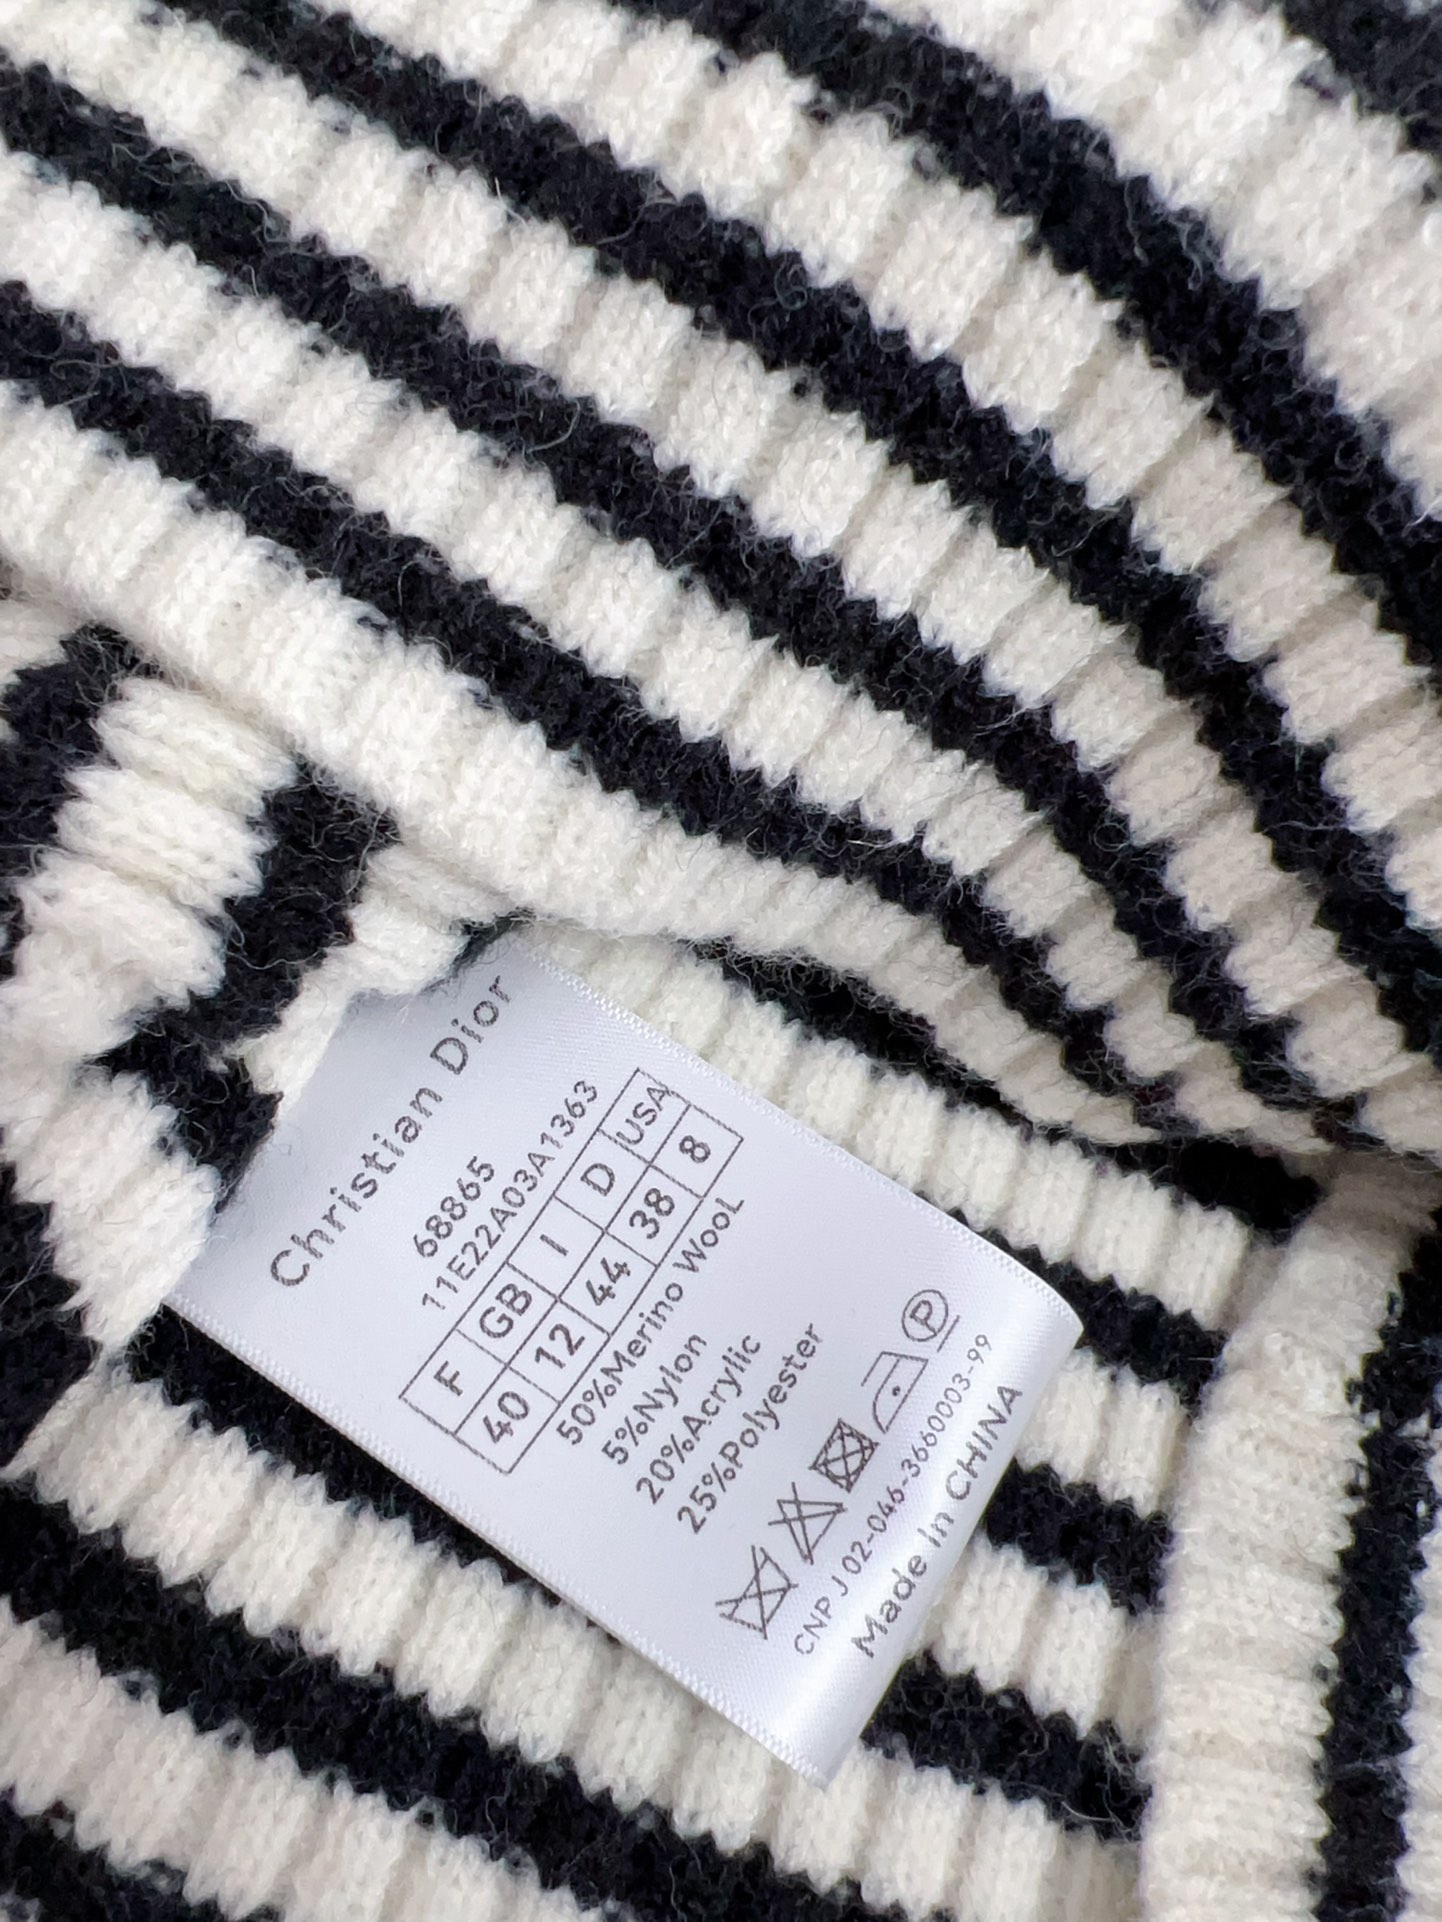 Christian Dior
68865
11E22A03A1363
F GB I D USA
40 12 44 38 8
50%Merino WooL
5%Nylon
20%Acrylic
25%Polyester
P
CNP J 02-046-3660003-99
Made In CHINA